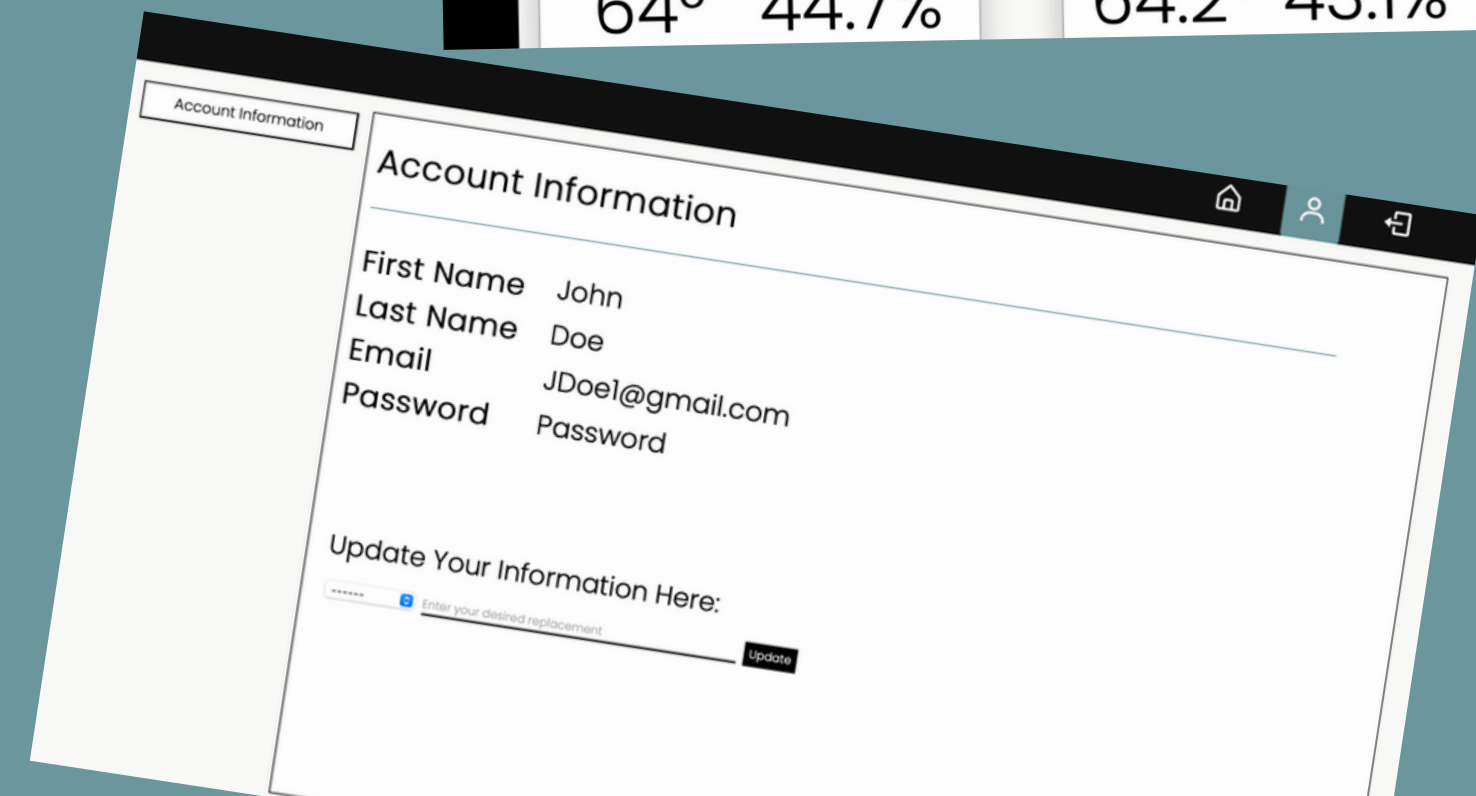 64° 44.7% 64.2° 45.1%
Account Information
Account Information
First Name John
Last Name Doe
Email JDoe1@gmail.com
Password Password
Update Your Information Here:
------ Enter your desired replacement Update